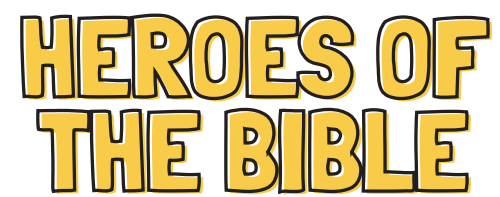 HEROES OF
THE BIBLE